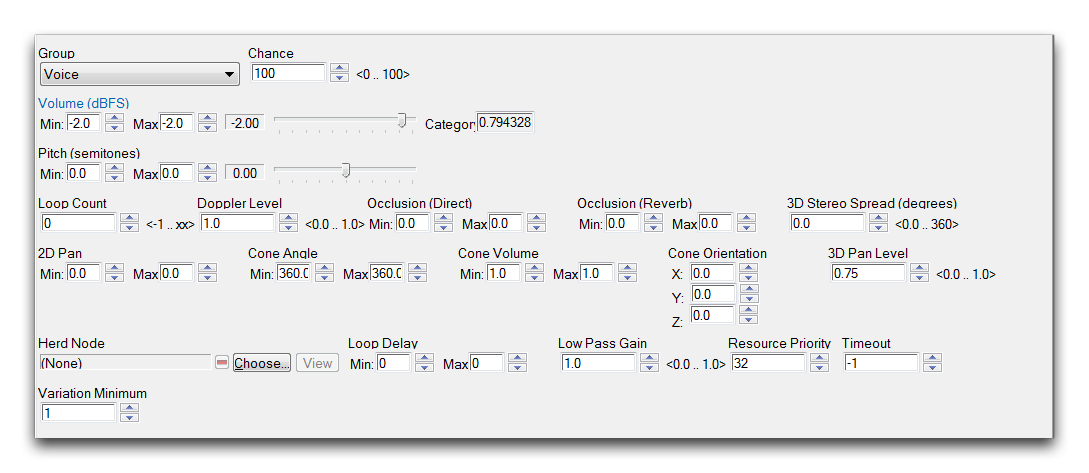 Group Chance
Voice 100 <0 .. 100>
Volume (dBFS)
Min: -2.0 Max -2.0 -2.00 Categor 0.794328
Pitch (semitones)
Min: 0.0 Max 0.0 0.00
Loop Count Doppler Level Occlusion (Direct) Occlusion (Reverb) 3D Stereo Spread (degrees)
0 <-1 .. xx> 1.0 <0.0 .. 1.0> Min: 0.0 Max 0.0 Min: 0.0 Max 0.0 0.0 <0.0 .. 360>
2D Pan Cone Angle Cone Volume Cone Orientation 3D Pan Level
Min: 0.0 Max 0.0 Min: 360.0 Max 360.0 Min: 1.0 Max 1.0 X: 0.0 0.75 <0.0 .. 1.0>
Y: 0.0
Z: 0.0
Herd Node Loop Delay Low Pass Gain Resource Priority Timeout
(None) Choose... View Min: 0 Max 0 1.0 <0.0 .. 1.0> 32 -1
Variation Minimum
1